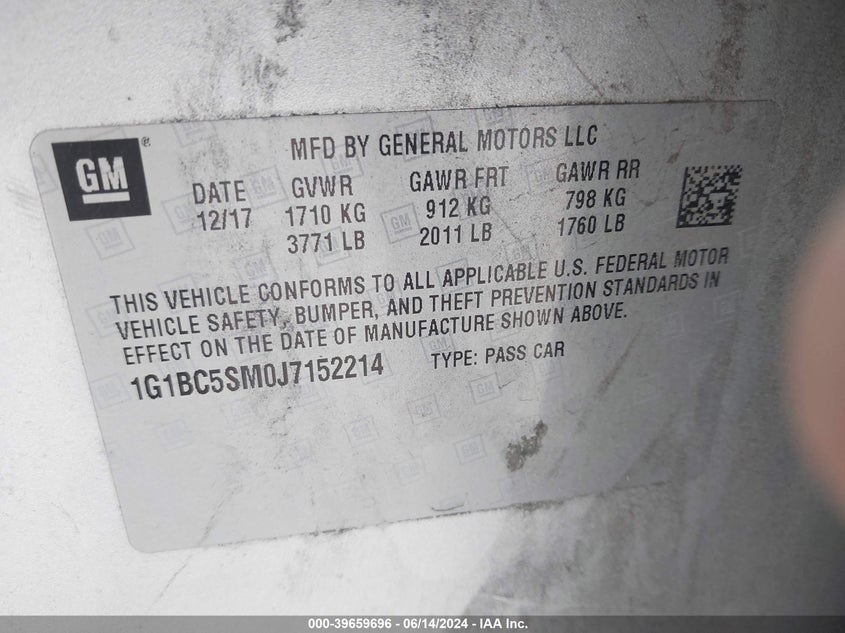 GM®
MFD BY GENERAL MOTORS LLC
DATE GVWR GAWR FRT GAWR RR
12/17 1710 KG 912 KG 798 KG
3771 LB 2011 LB 1760 LB
THIS VEHICLE CONFORMS TO ALL APPLICABLE U.S. FEDERAL MOTOR
VEHICLE SAFETY, BUMPER, AND THEFT PREVENTION STANDARDS IN
EFFECT ON THE DATE OF MANUFACTURE SHOWN ABOVE.
1G1BC5SM0J7152214 TYPE: PASS CAR
000-39659696 - 06/14/2024 - IAA Inc.